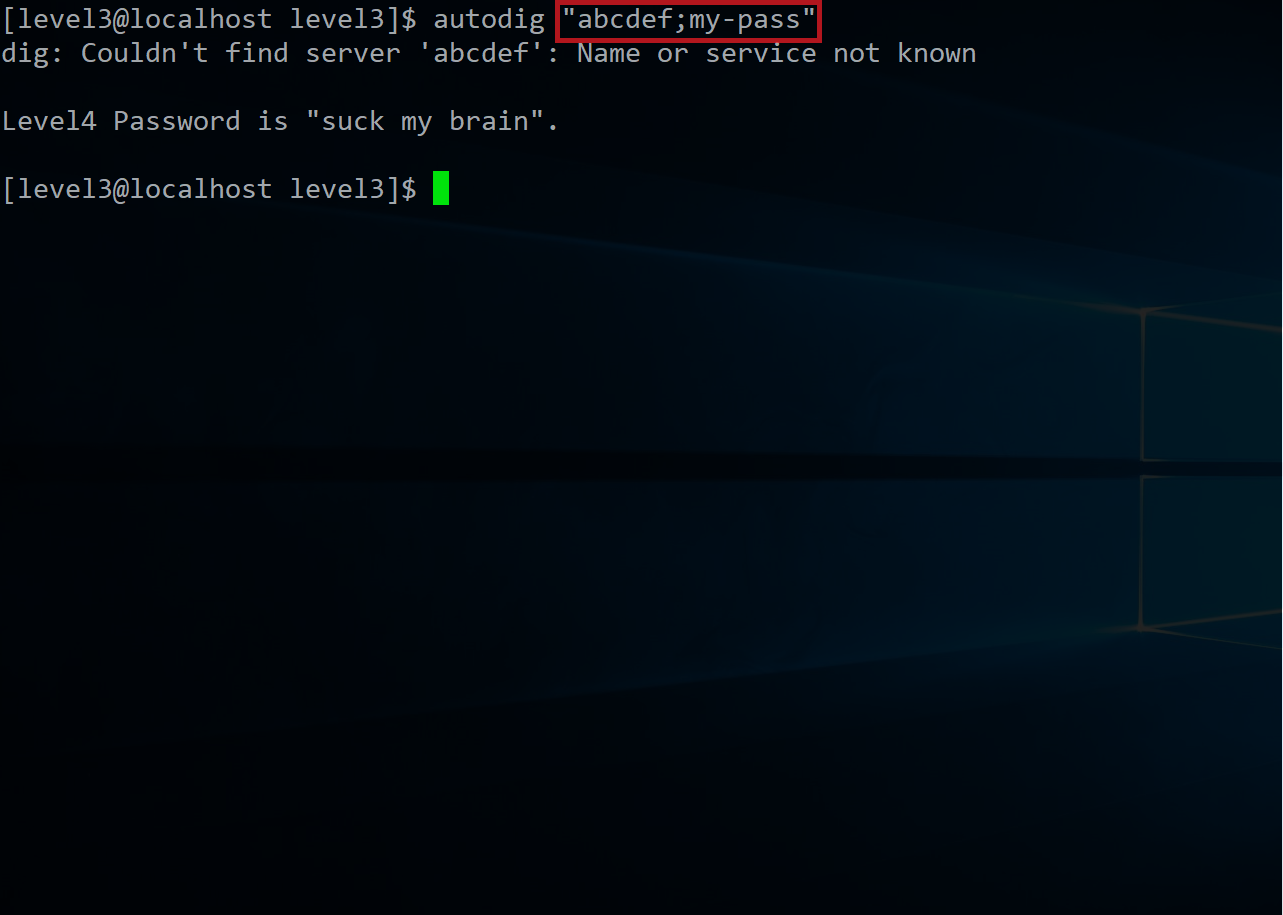 [level3@localhost level3]$ autodig "abcdef;my-pass"
dig: Couldn't find server 'abcdef': Name or service not known
Level4 Password is "suck my brain".
[level3@localhost level3]$